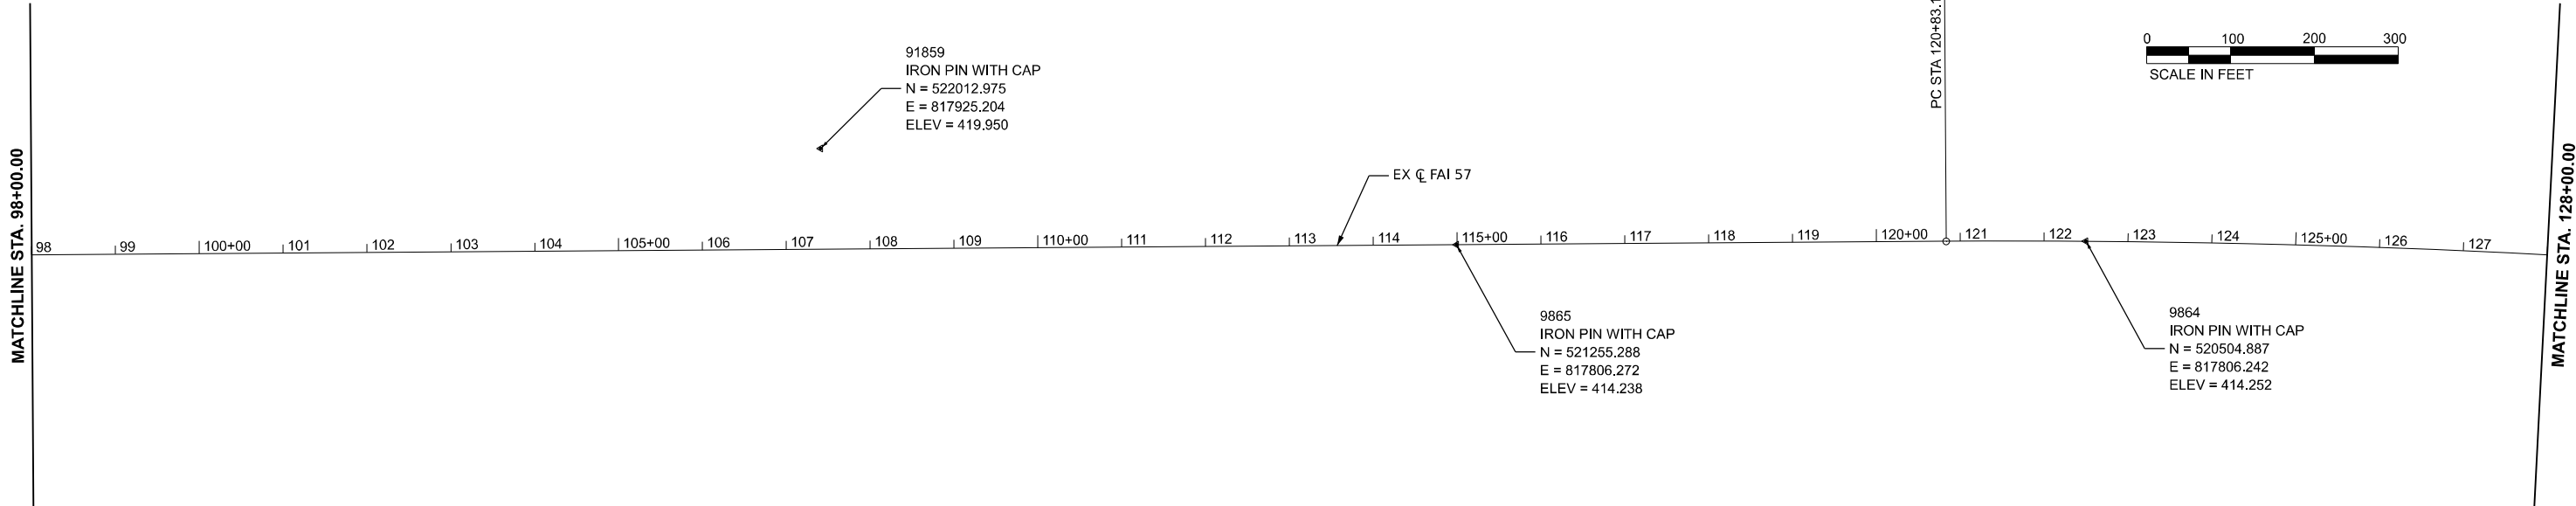 MATCHLINE STA. 98+00.00
91859
IRON PIN WITH CAP
N = 522012.975
E = 817925.204
ELEV = 419.950
EX ℄ FAI 57
PC STA 120+83.1
0 100 200 300
SCALE IN FEET
98 99 100+00 101 102 103 104 105+00 106 107 108 109 110+00 111 112 113 114 115+00 116 117 118 119 120+00 121 122 123 124 125+00 126 127
9865
IRON PIN WITH CAP
N = 521255.288
E = 817806.272
ELEV = 414.238
9864
IRON PIN WITH CAP
N = 520504.887
E = 817806.242
ELEV = 414.252
MATCHLINE STA. 128+00.00